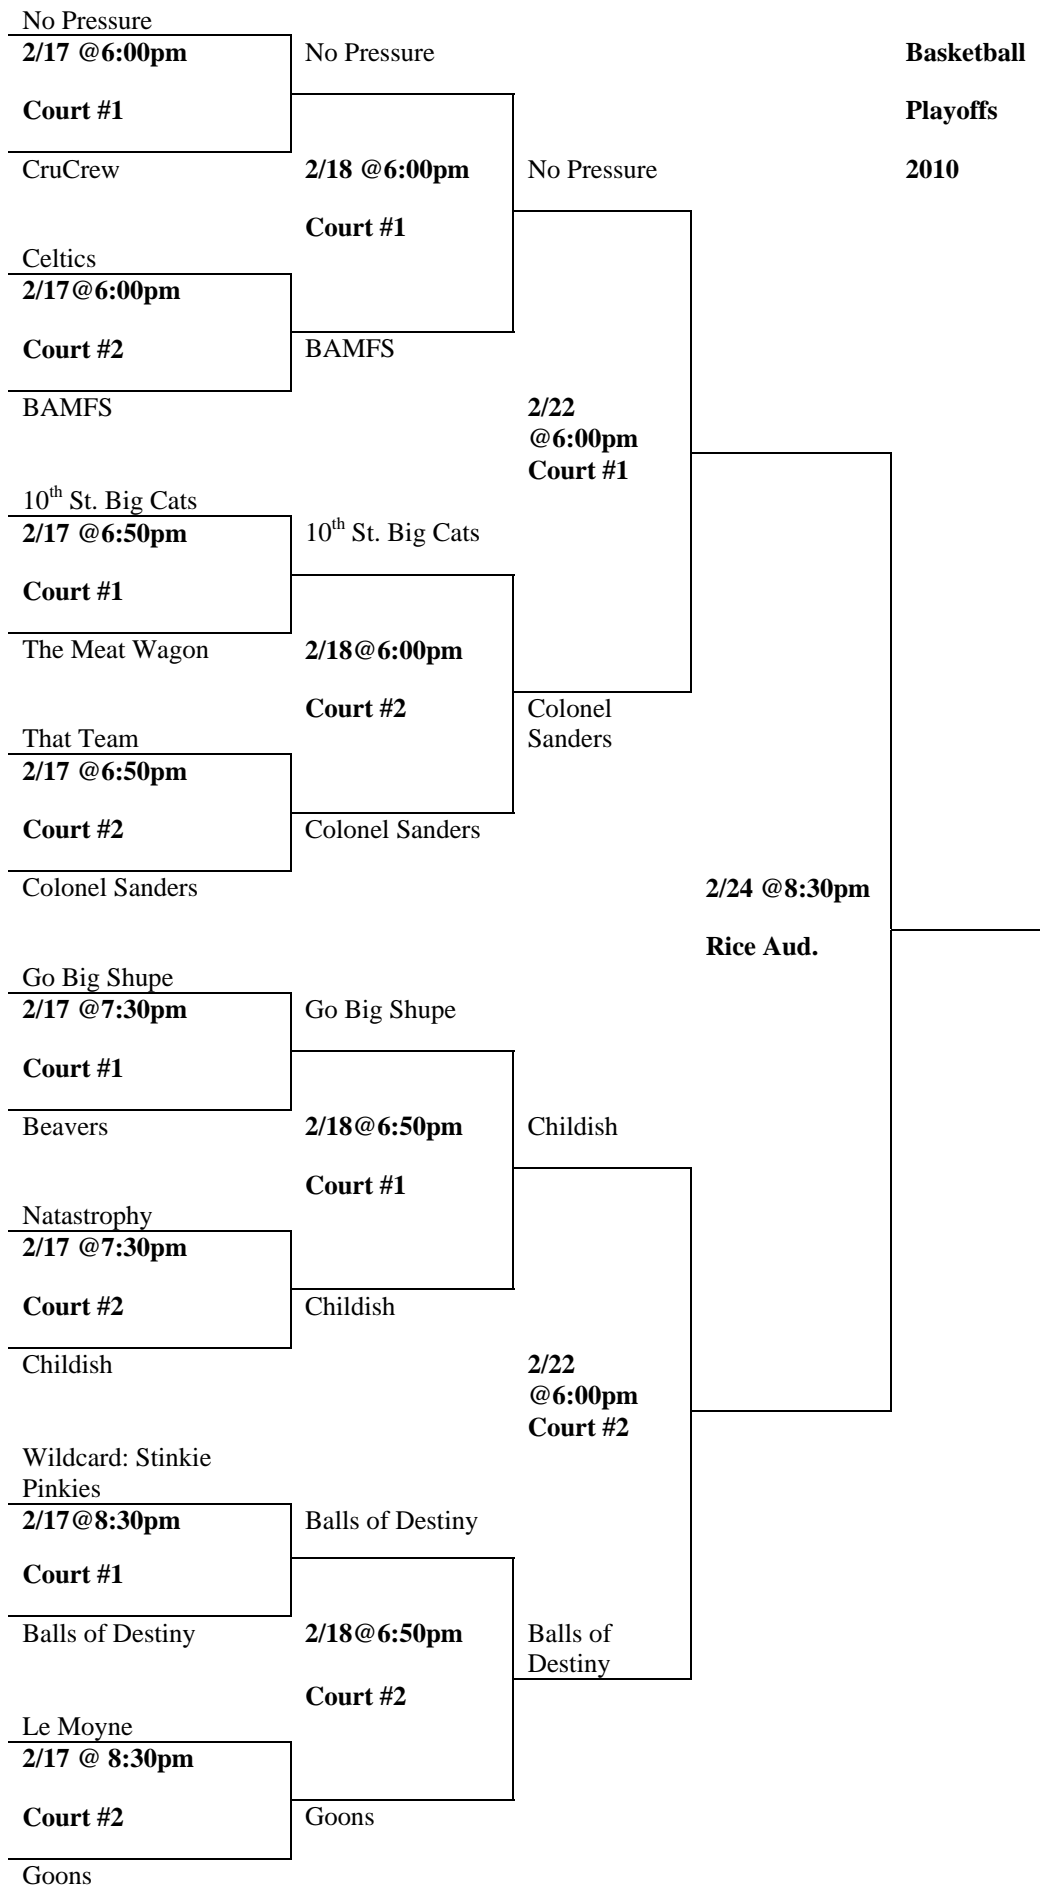 No Pressure
2/17 @6:00pm
Court #1
CruCrew
Celtics
2/17@6:00pm
Court #2
BAMFS
10th St. Big Cats
2/17 @6:50pm
Court #1
The Meat Wagon
That Team
2/17 @6:50pm
Court #2
Colonel Sanders
Go Big Shupe
2/17 @7:30pm
Court #1
Beavers
Natastrophy
2/17 @7:30pm
Court #2
Childish
Wildcard: Stinkie
Pinkies
2/17@8:30pm
Court #1
Balls of Destiny
Le Moyne
2/17 @ 8:30pm
Court #2
Goons
No Pressure
2/18 @6:00pm
Court #1
BAMFS
10th St. Big Cats
2/18@6:00pm
Court #2
Colonel Sanders
Go Big Shupe
2/18@6:50pm
Court #1
Childish
Balls of Destiny
2/18@6:50pm
Court #2
Goons
No Pressure
2/22
@6:00pm
Court #1
Colonel
Sanders
Childish
2/22
@6:00pm
Court #2
Balls of
Destiny
2/24 @8:30pm
Rice Aud.
Basketball
Playoffs
2010